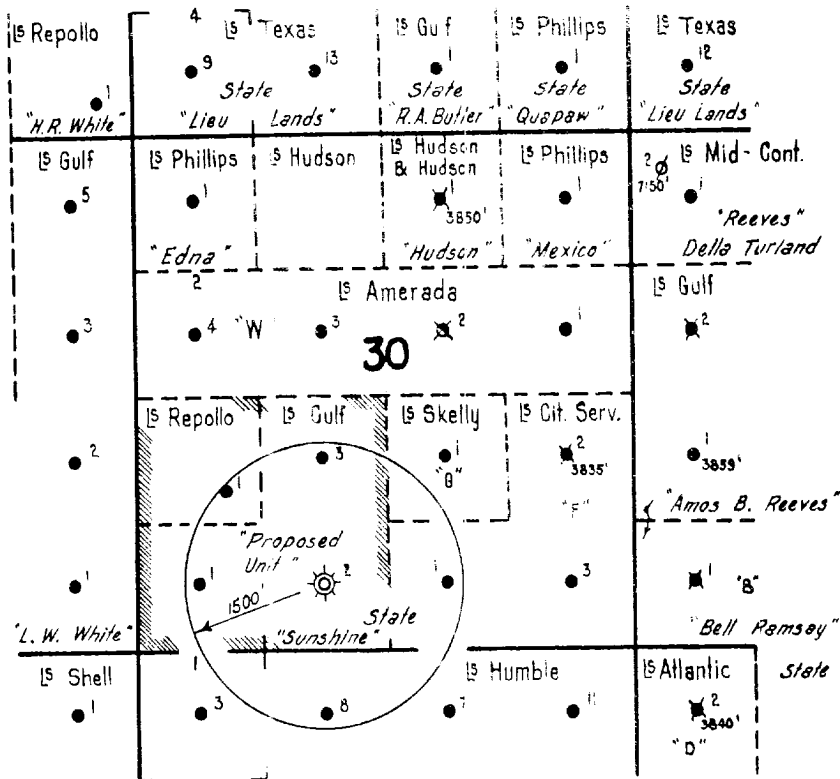 4
LS Repollo
LS Texas
LS Gulf
LS Phillips
LS Texas
9
13
1
1
12
1
State
State
State
State
"H.R. White"
"Lieu Lands"
"R.A. Butler"
"Quapaw"
"Lieu Lands"
LS Gulf
LS Phillips
LS Hudson
LS Hudson
& Hudson
LS Phillips
LS Mid-Cont.
2
7150'
5
1
1
3850'
1
1
"Reeves"
"Edna"
"Hudson"
"Mexico"
Della Turland
2
LS Amerada
LS Gulf
3
4
"W"
3
2
1
2
30
LS Repollo
LS Gulf
LS Skelly
LS Cit. Serv.
3
1
2
3835'
1
3859'
2
1
"F"
"Amos B. Reeves"
"Proposed
Unit"
1
1
2
1
3
1
"B"
1500'
State
"L. W. White"
"Sunshine"
"Bell Ramsay"
LS Shell
LS Humble
LS Atlantic
State
1
3
8
7
11
2
3840'
"D"